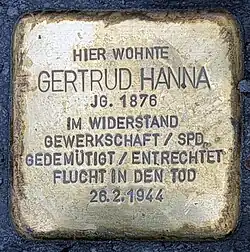 HIER WOHNTE
GERTRUD HANNA
JG. 1876
IM WIDERSTAND
GEWERKSCHAFT / SPD
GEDEMÜTIGT / ENTRECHTET
FLUCHT IN DEN TOD
26.2.1944